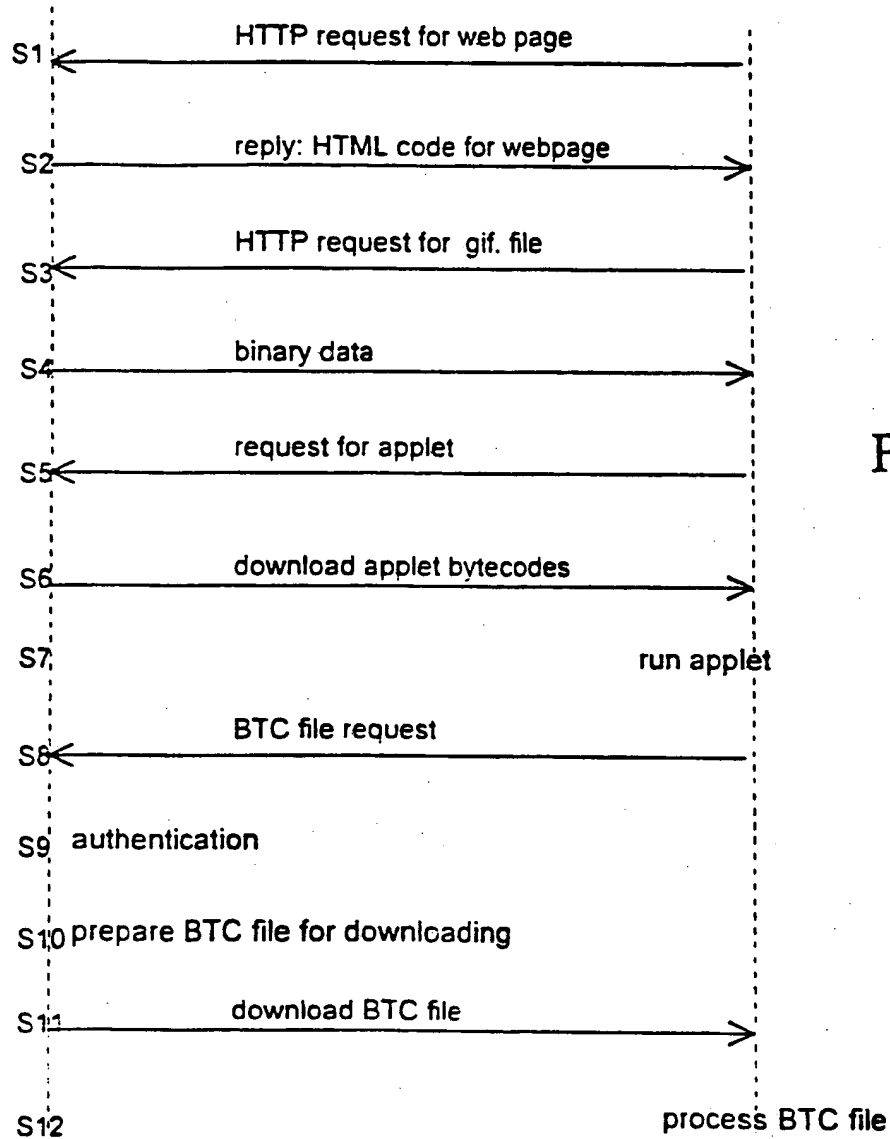 HTTP request for web page
S1
reply: HTML code for webpage
S2
HTTP request for gif. file
S3
binary data
S4
request for applet
S5
F
download applet bytecodes
S6
S7 run applet
BTC file request
S8
S9 authentication
S10 prepare BTC file for downloading
download BTC file
S11
S12 process BTC file